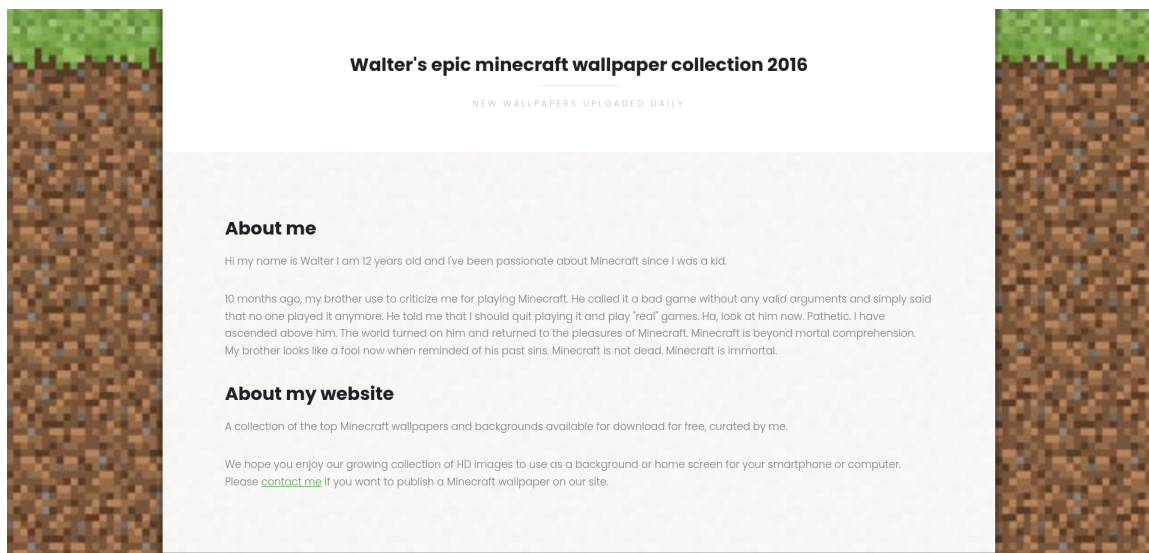 Walter's epic minecraft wallpaper collection 2016
NEW WALLPAPERS UPLOADED DAILY
About me
Hi my name is Walter I am 12 years old and I've been passionate about Minecraft since I was a kid.
10 months ago, my brother use to criticize me for playing Minecraft. He called it a bad game without any valid arguments and simply said
that no one played it anymore. He told me that I should quit playing it and play "real" games. Ha, look at him now. Pathetic. I have
ascended above him. The world turned on him and returned to the pleasures of Minecraft. Minecraft is beyond mortal comprehension.
My brother looks like a fool now when reminded of his past sins. Minecraft is not dead. Minecraft is immortal.
About my website
A collection of the top Minecraft wallpapers and backgrounds available for download for free, curated by me.
We hope you enjoy our growing collection of HD images to use as a background or home screen for your smartphone or computer.
Please contact me if you want to publish a Minecraft wallpaper on our site.